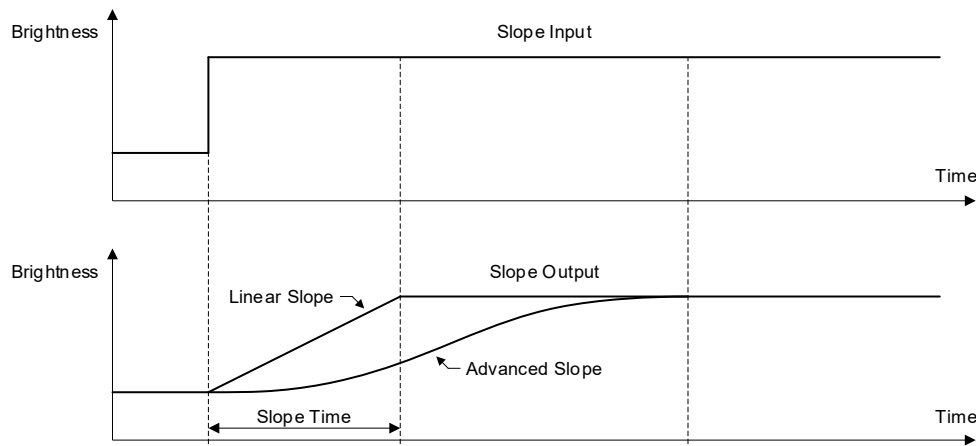 Brightness
Slope Input
Time
Brightness
Slope Output
Linear Slope
Advanced Slope
Slope Time
Time